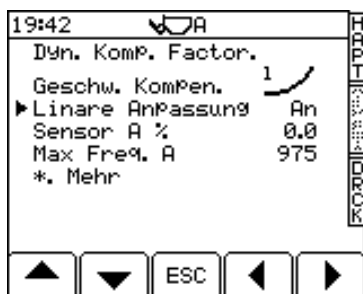 19:42 A
Dyn. Komp. Factor.
Geschw. Kompen. 1
Linare Anpassung An
Sensor A % 0.0
Max Freq. A 975
*. Mehr
ESC
HAPT
DRCK